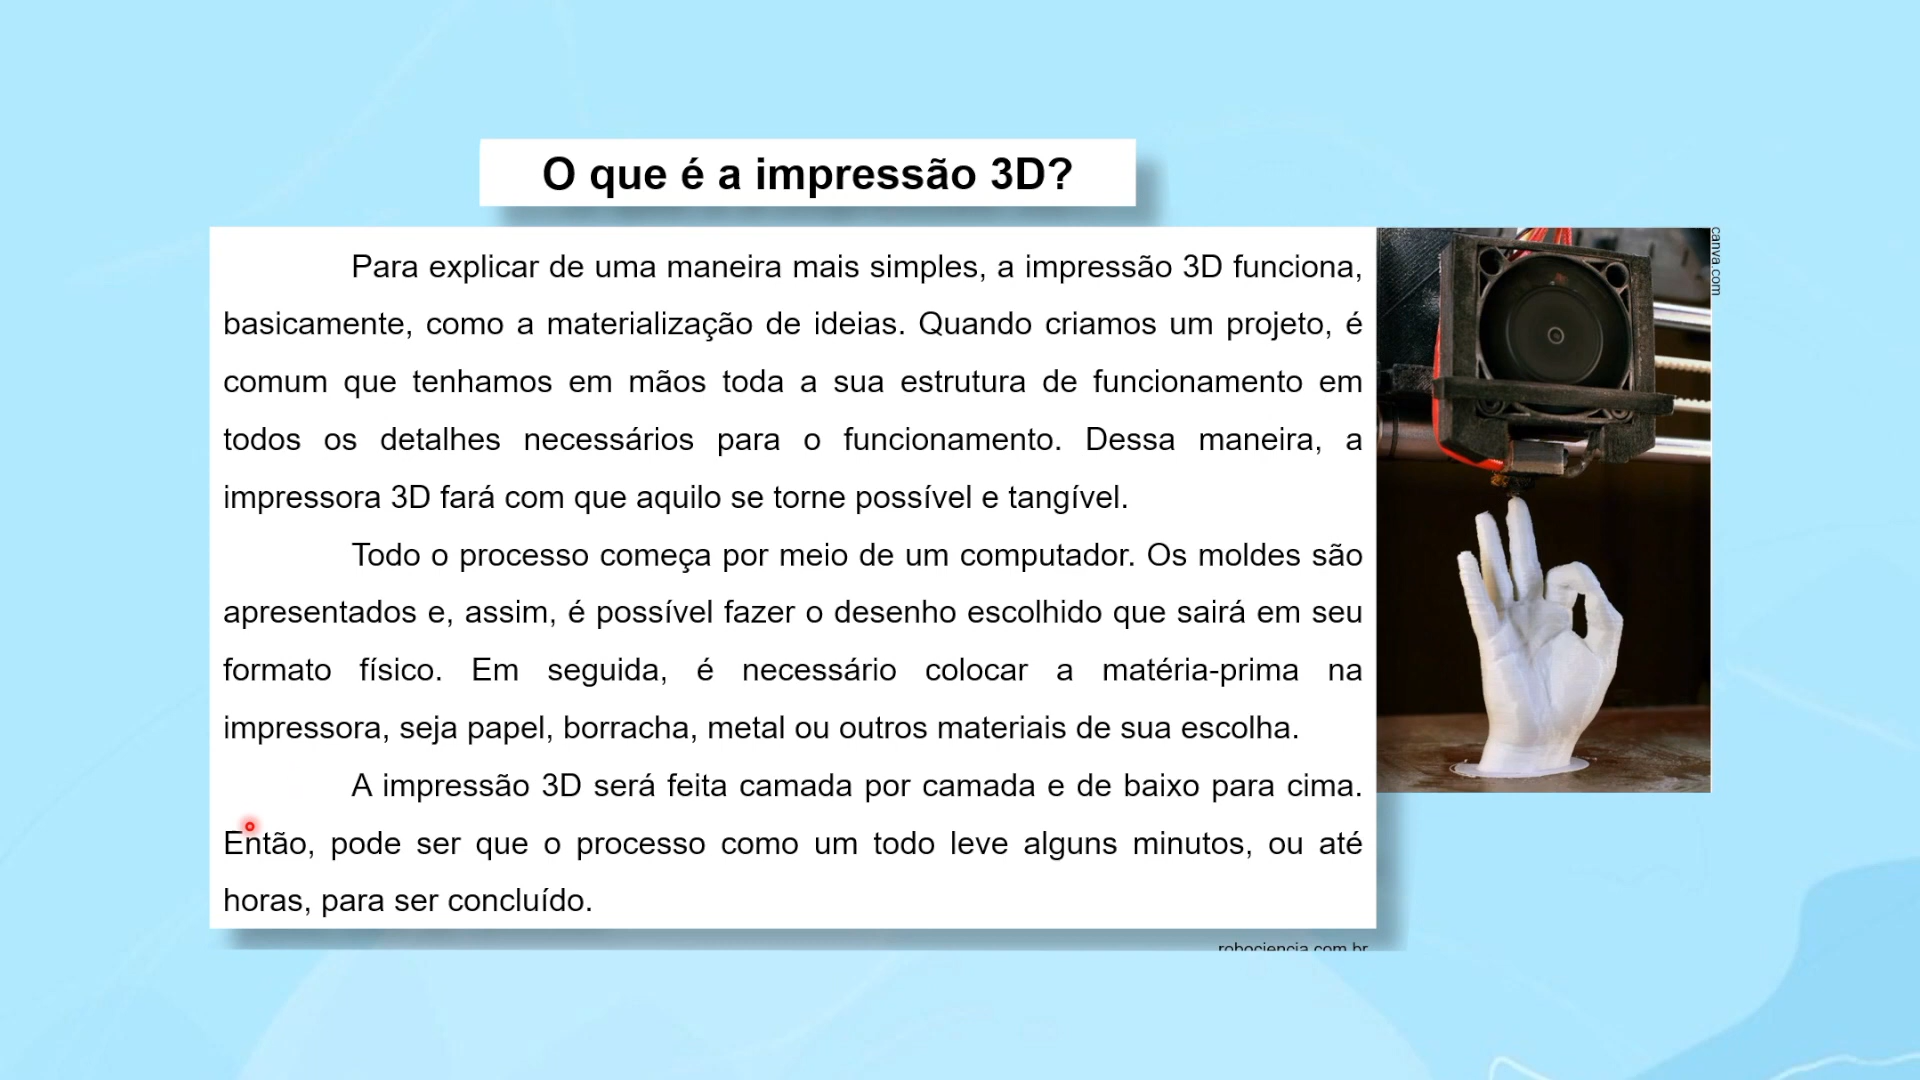 O que é a impressão 3D?
Para explicar de uma maneira mais simples, a impressão 3D funciona,
basicamente, como a materialização de ideias. Quando criamos um projeto, é
comum que tenhamos em mãos toda a sua estrutura de funcionamento em
todos os detalhes necessários para o funcionamento. Dessa maneira, a
impressora 3D fará com que aquilo se torne possível e tangível.
Todo o processo começa por meio de um computador. Os moldes são
apresentados e, assim, é possível fazer o desenho escolhido que sairá em seu
formato físico. Em seguida, é necessário colocar a matéria-prima na
impressora, seja papel, borracha, metal ou outros materiais de sua escolha.
A impressão 3D será feita camada por camada e de baixo para cima.
Então, pode ser que o processo como um todo leve alguns minutos, ou até
horas, para ser concluído.
canva.com
robociencia.com.br